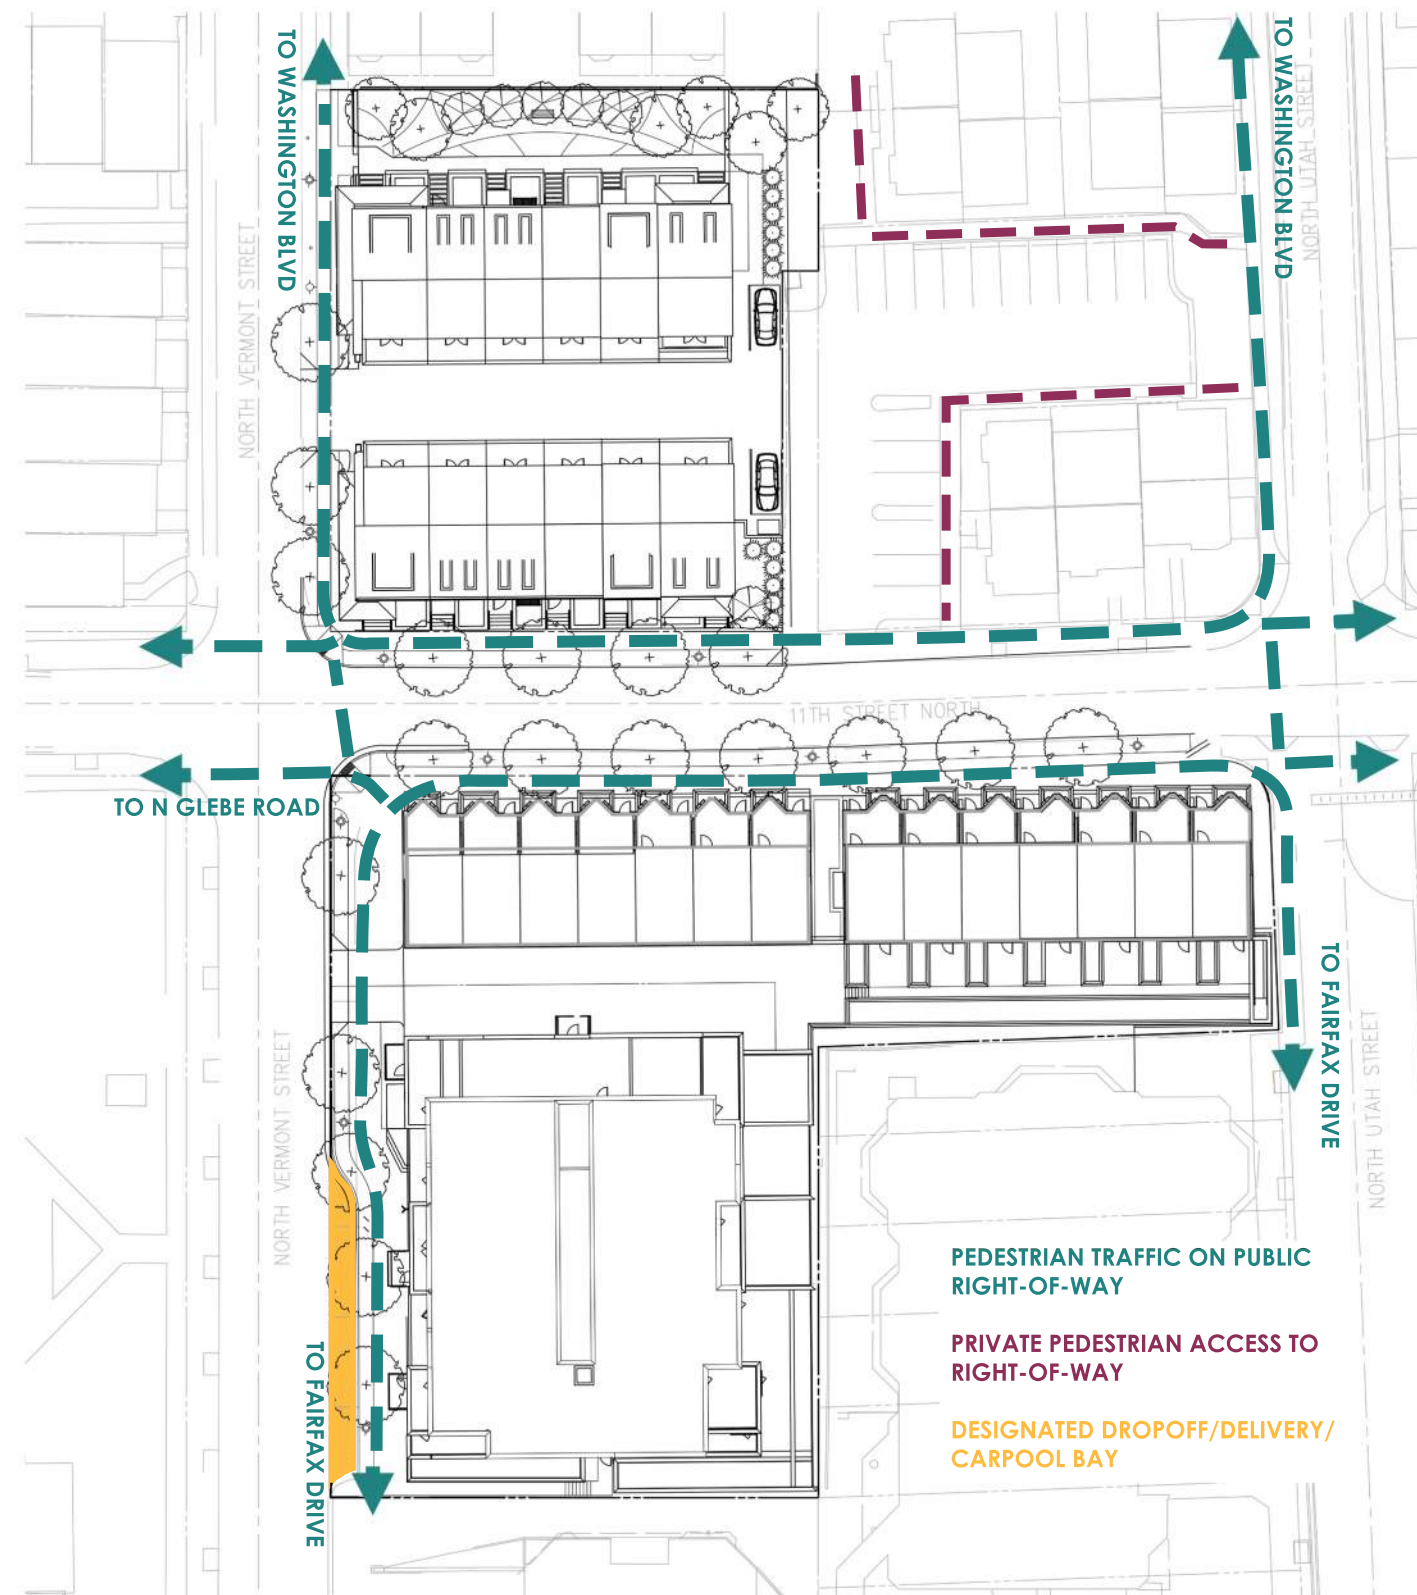 TO WASHINGTON BLVD
TO WASHINGTON BLVD
NORTH UTAH STREET
NORTH VERMONT STREET
11TH STREET NORTH
TO N GLEBE ROAD
TO FAIRFAX DRIVE
NORTH UTAH STREET
NORTH VERMONT STREET
TO FAIRFAX DRIVE
PEDESTRIAN TRAFFIC ON PUBLIC
RIGHT-OF-WAY
PRIVATE PEDESTRIAN ACCESS TO
RIGHT-OF-WAY
DESIGNATED DROPOFF/DELIVERY/
CARPOOL BAY